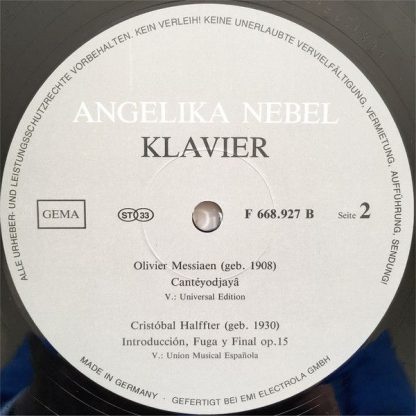 ALLE URHEBER- UND LEISTUNGSSCHUTZRECHTE VORBEHALTEN. KEIN VERLEIH! KEINE UNERLAUBTE VERVIELFÄLTIGUNG, VERMIETUNG, AUFFÜHRUNG, SENDUNG!
ANGELIKA NEBEL
KLAVIER
GEMA
ST 33
F 668.927 B Seite 2
Olivier Messiaen (geb. 1908)
Cantéyodjayâ
V.: Universal Edition
Cristóbal Halffter (geb. 1930)
Introducción, Fuga y Final op.15
V.: Union Musical Española
MADE IN GERMANY - GEFERTIGT BEI EMI ELECTROLA GMBH